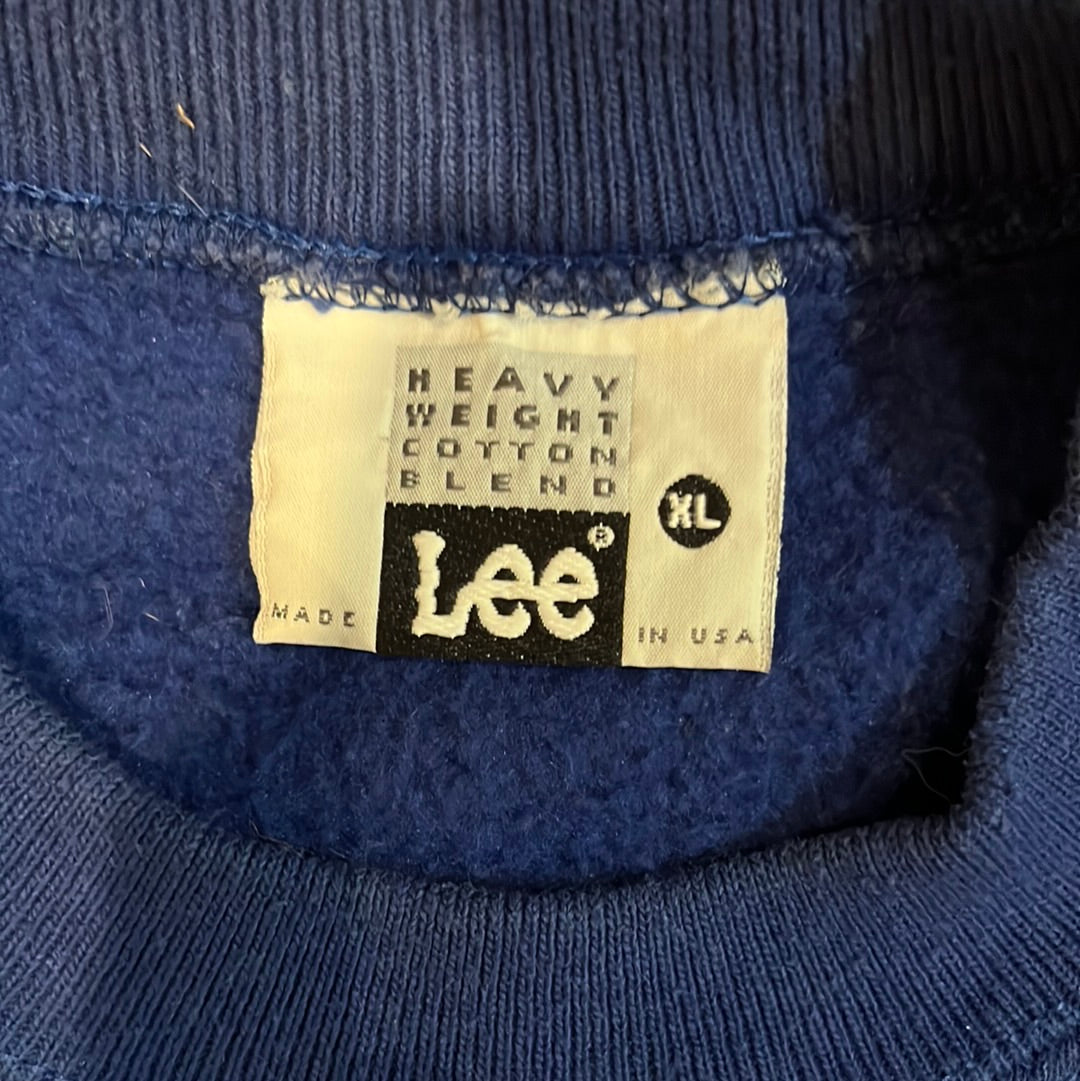 HEAVY
WEIGHT
COTTON
BLEND
XL
Lee®
MADE IN USA